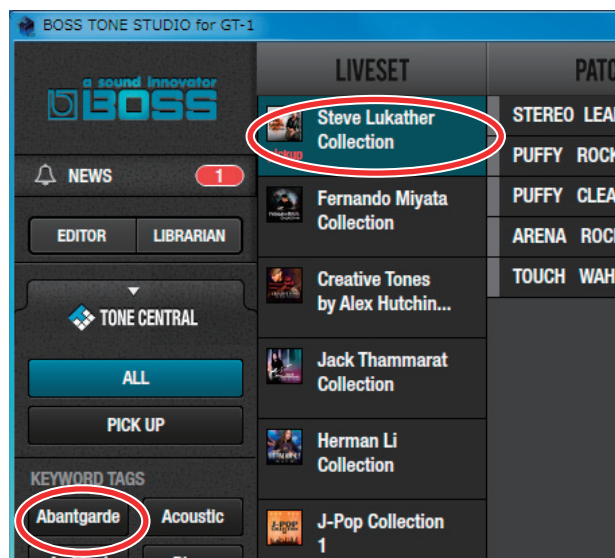 BOSS TONE STUDIO for GT-1
a sound innovator
BOSS
NEWS
1
EDITOR
LIBRARIAN
TONE CENTRAL
ALL
PICK UP
KEYWORD TAGS
Abantgarde
Acoustic
LIVESET
Steve Lukather
Collection
Fernando Miyata
Collection
Creative Tones
by Alex Hutchin...
Jack Thammarat
Collection
Herman Li
Collection
J-POP
J-Pop Collection
1
PATC
STEREO LEA
PUFFY ROCK
PUFFY CLEA
ARENA ROC
TOUCH WAH